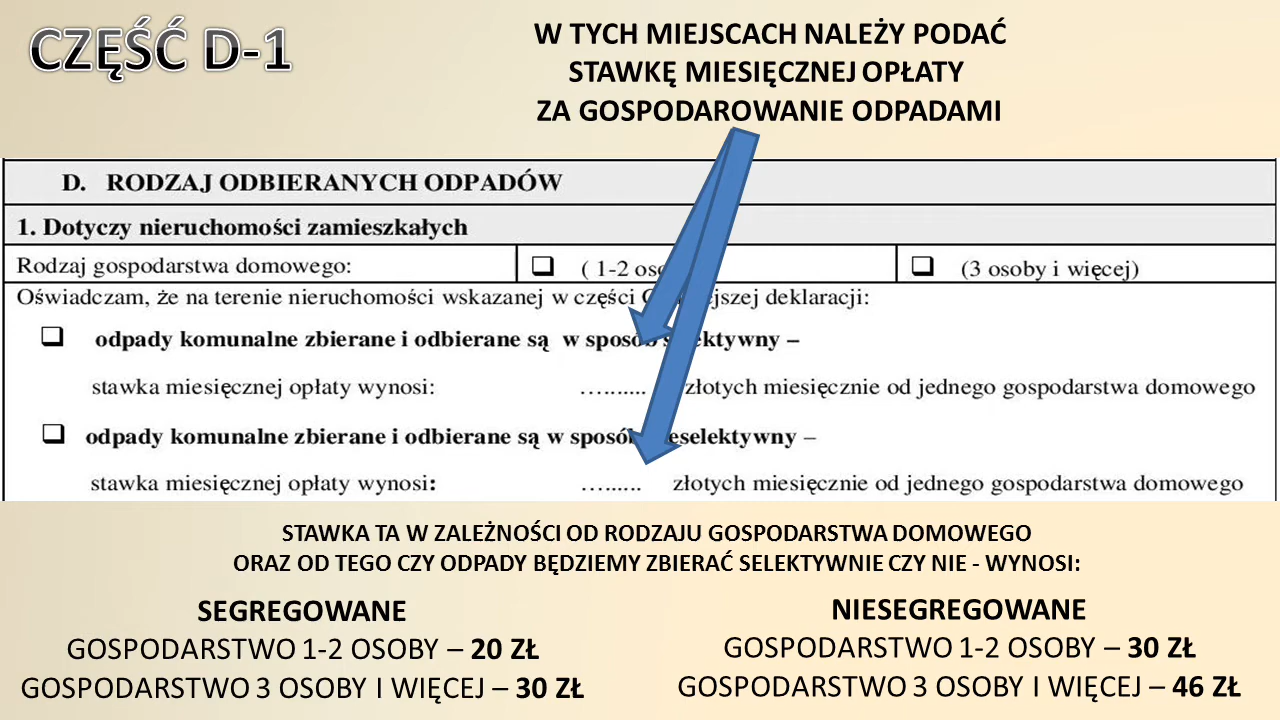 CZĘŚĆ D-1
W TYCH MIEJSCACH NALEŻY PODAĆ
STAWKĘ MIESIĘCZNEJ OPŁATY
ZA GOSPODAROWANIE ODPADAMI
D. RODZAJ ODBIERANYCH ODPADÓW
1. Dotyczy nieruchomości zamieszkałych
Rodzaj gospodarstwa domowego: ❑ ( 1-2 ❑ (3 osoby i więcej)
Oświadczam, że na terenie nieruchomości wskazanej w części deklaracji:
❑ odpady komunalne zbierane i odbierane są w sposób –
stawka miesięcznej opłaty wynosi: …....... złotych miesięcznie od jednego gospodarstwa domowego
❑ odpady komunalne zbierane i odbierane są w –
stawka miesięcznej opłaty wynosi: …...... złotych miesięcznie od jednego gospodarstwa domowego
STAWKA TA W ZALEŻNOŚCI OD RODZAJU GOSPODARSTWA DOMOWEGO
ORAZ OD TEGO CZY ODPADY BĘDZIEMY ZBIERAĆ SELEKTYWNIE CZY NIE - WYNOSI:
SEGREGOWANE
GOSPODARSTWO 1-2 OSOBY – 20 ZŁ
GOSPODARSTWO 3 OSOBY I WIĘCEJ – 30 ZŁ
NIESEGREGOWANE
GOSPODARSTWO 1-2 OSOBY – 30 ZŁ
GOSPODARSTWO 3 OSOBY I WIĘCEJ – 46 ZŁ